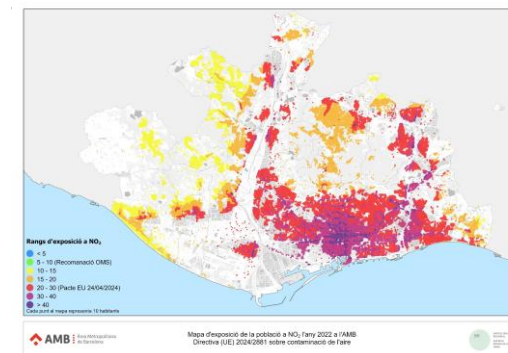 Rangs d'exposició a NO₂
< 5
5 - 10 (Recomanació OMS)
10 - 15
15 - 20
20 - 30 (Pacte EU 24/04/2024)
30 - 40
> 40
Cada punt al mapa representa 10 habitants
AMB Àrea Metropolitana de Barcelona
Mapa d'exposició de la població a NO₂ l'any 2022 a l'AMB
Directiva (UE) 2024/2881 sobre contaminació de l'aire